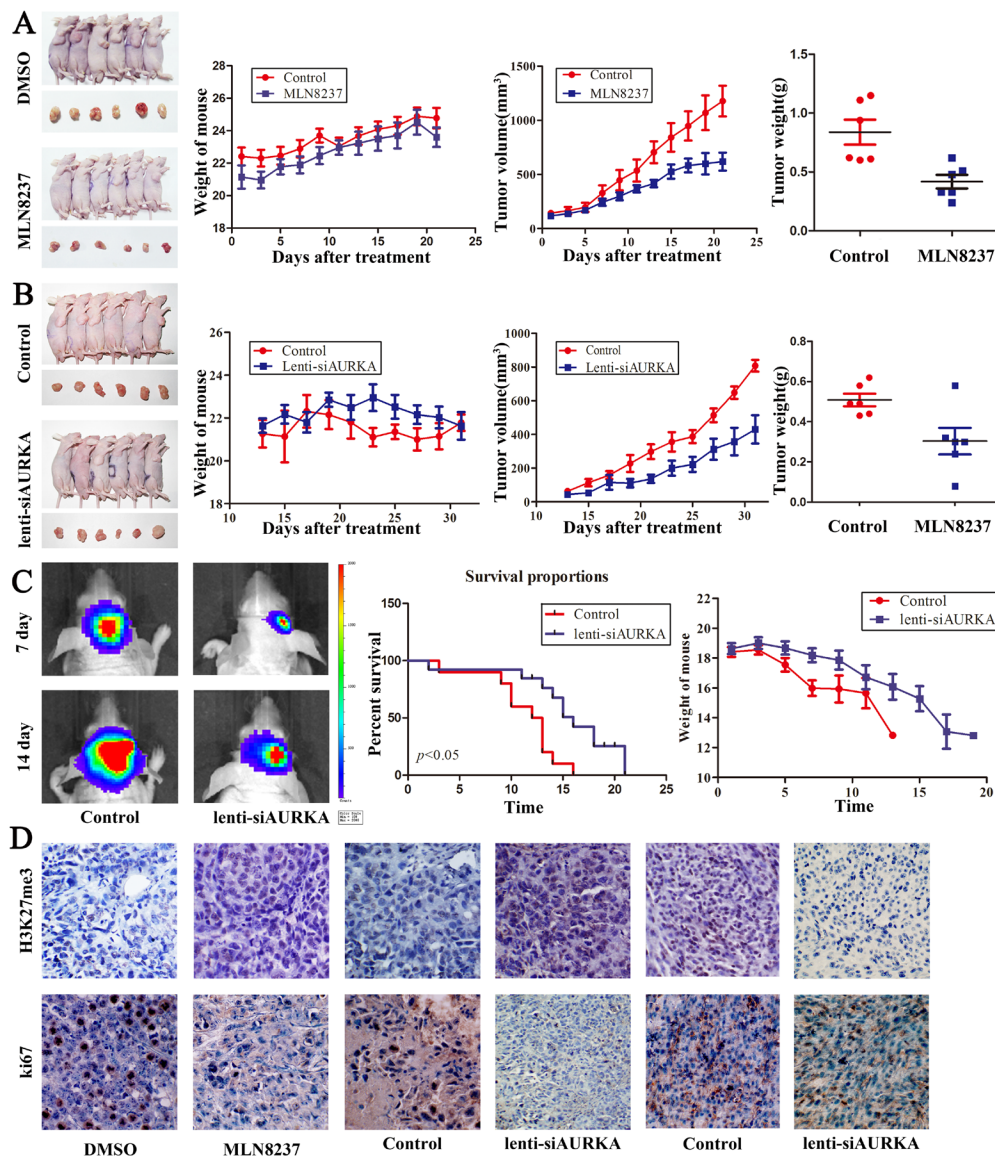 A
DMSO
MLN8237
Weight of mouse
28
26
24
22
20
18
0
5
10
15
20
25
Days after treatment
Control
MLN8237
Tumor volume(mm³)
1500
1000
500
0
0
5
10
15
20
25
Days after treatment
Control
MLN8237
Tumor weight(g)
1.5
1.0
0.5
0.0
Control
MLN8237
B
Control
lenti-siAURKA
Weight of mouse
26
24
22
20
18
10
15
20
25
30
Days after treatment
Control
Lenti-siAURKA
Tumor volume(mm³)
800
600
400
200
0
10
15
20
25
30
Days after treatment
Control
Lenti-siAURKA
Tumor weight(g)
0.8
0.6
0.4
0.2
0.0
Control
MLN8237
C
7 day
14 day
Control
lenti-siAURKA
Survival proportions
Percent survival
150
100
50
0
0
5
10
15
20
25
Time
p<0.05
Control
lenti-siAURKA
Weight of mouse
22
20
18
16
14
12
10
0
5
10
15
20
Time
Control
lenti-siAURKA
D
H3K27me3
ki67
DMSO
MLN8237
Control
lenti-siAURKA
Control
lenti-siAURKA